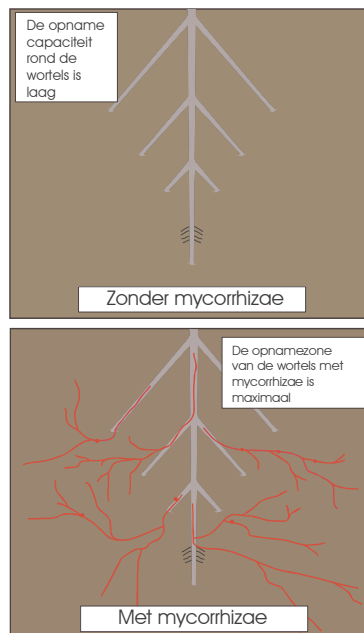 De opname
capaciteit
rond de
wortels is
laag
Zonder mycorrhizae
De opnamezone
van de wortels met
mycorrhizae is
maximaal
Met mycorrhizae